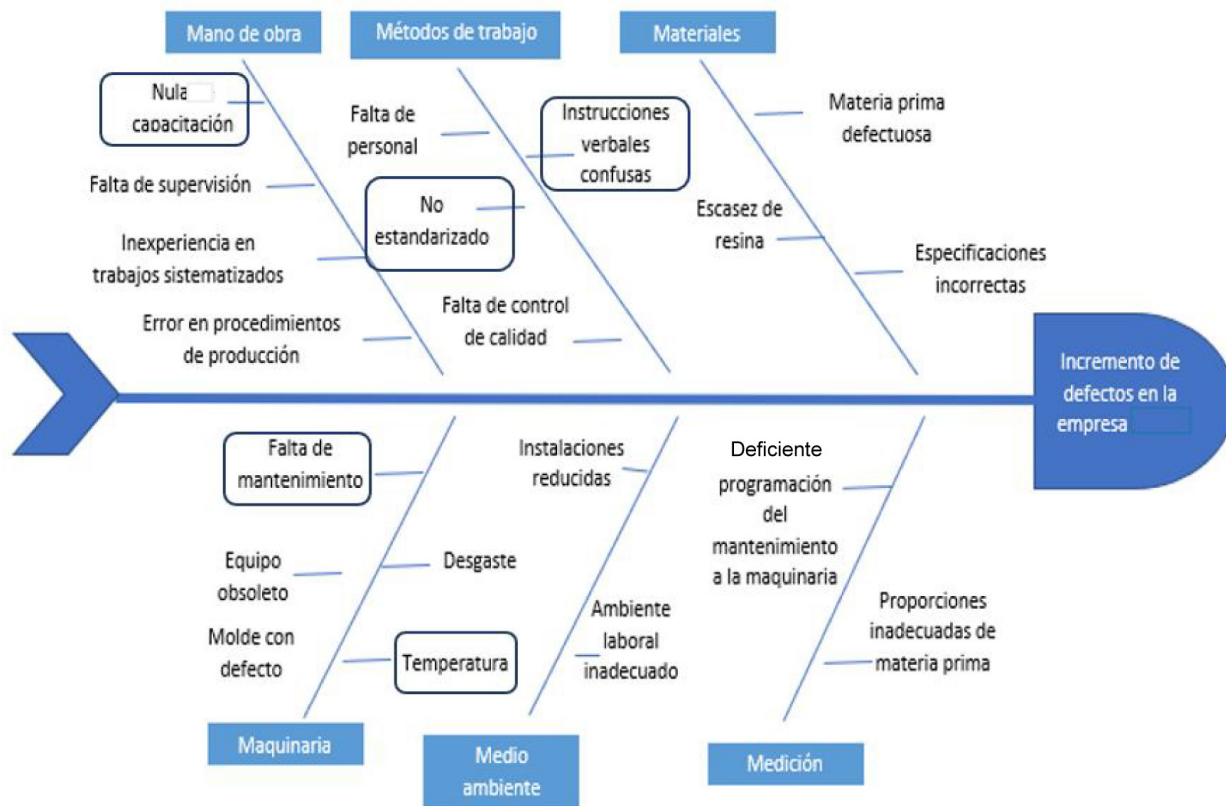 Mano de obra
Métodos de trabajo
Materiales
Nula
capacitación
Falta de supervisión
Inexperiencia en
trabajos sistematizados
Error en procedimientos
de producción
Falta de
personal
Instrucciones
verbales
confusas
No
estandarizado
Falta de control
de calidad
Materia prima
defectuosa
Escasez de
resina
Especificaciones
incorrectas
Incremento de
defectos en la
empresa
Falta de
mantenimiento
Equipo
obsoleto
Desgaste
Molde con
defecto
Temperatura
Instalaciones
reducidas
Ambiente
laboral
inadecuado
Deficiente
programación
del
mantenimiento
a la maquinaria
Proporciones
inadecuadas de
materia prima
Maquinaria
Medio
ambiente
Medición